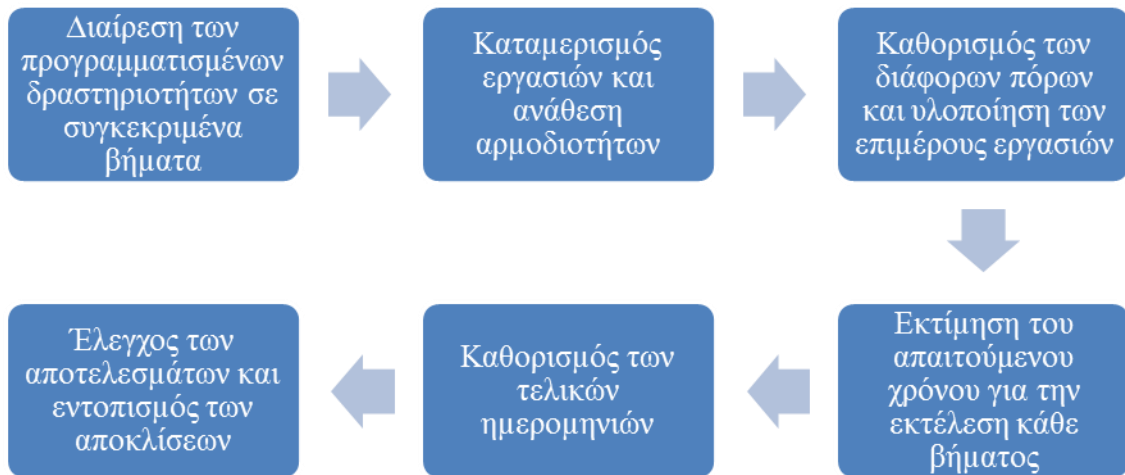 Διαίρεση των
προγραμματισμένων
δραστηριοτήτων σε
συγκεκριμένα
βήματα
Καταμερισμός
εργασιών και
ανάθεση
αρμοδιοτήτων
Καθορισμός των
διάφορων πόρων
και υλοποίηση των
επιμέρους εργασιών
Εκτίμηση του
απαιτούμενου
χρόνου για την
εκτέλεση κάθε
βήματος
Καθορισμός των
τελικών
ημερομηνιών
Έλεγχος των
αποτελεσμάτων και
εντοπισμός των
αποκλίσεων